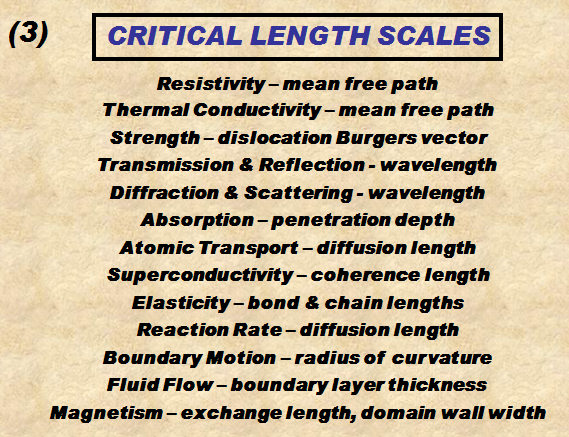 (3) CRITICAL LENGTH SCALES
Resistivity – mean free path
Thermal Conductivity – mean free path
Strength – dislocation Burgers vector
Transmission & Reflection - wavelength
Diffraction & Scattering - wavelength
Absorption – penetration depth
Atomic Transport – diffusion length
Superconductivity – coherence length
Elasticity – bond & chain lengths
Reaction Rate – diffusion length
Boundary Motion – radius of curvature
Fluid Flow – boundary layer thickness
Magnetism – exchange length, domain wall width